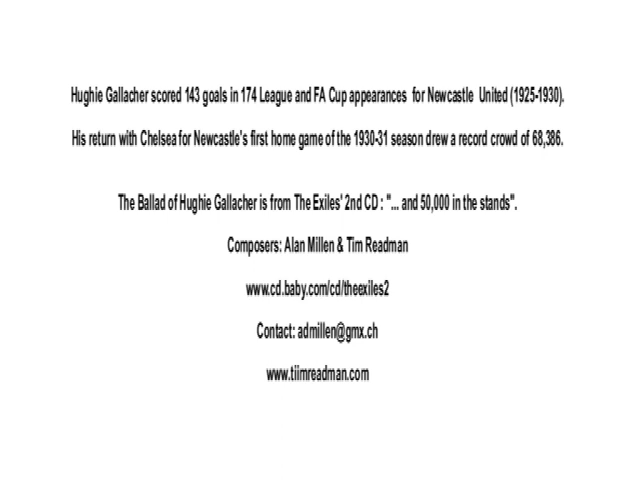 Hughie Gallacher scored 143 goals in 174 League and FA Cup appearances for Newcastle United (1925-1930).
His return with Chelsea for Newcastle's first home game of the 1930-31 season drew a record crowd of 68,386.
The Ballad of Hughie Gallacher is from The Exiles' 2nd CD : "... and 50,000 in the stands".
Composers: Alan Millen & Tim Readman
www.cd.baby.com/cd/theexiles2
Contact: admillen@gmx.ch
www.tiimreadman.com